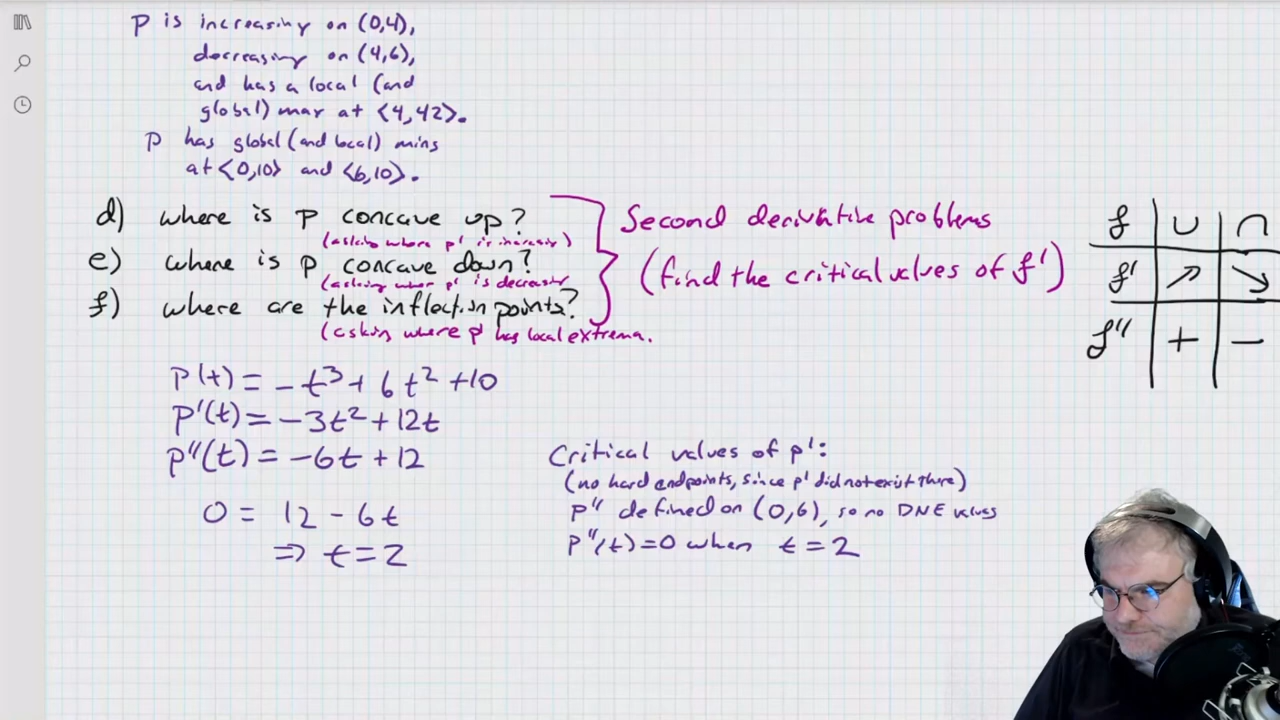 P is increasing on (0,4),
decreasing on (4,6),
and has a local (and
global) max at <4,42>.
P has global (and local) mins
at <0,10> and <6,10>.
d) where is P concave up?
(asking where p' is increasing)
e) where is P concave down?
(asking where p' is decreasing
f) where are the inflection points?
(asking where p' has local extrema.
Second derivative problems
(find the critical values of f')
f ∪ ∩
f' ↗ ↘
f'' + −
P(t) = -t³ + 6t² + 10
P'(t) = -3t² + 12t
P''(t) = -6t + 12
0 = 12 - 6t
⇒ t = 2
Critical values of p':
(no hard endpoints, since p' did not exist there)
P'' defined on (0,6), so no DNE values
P''(t) = 0 when t = 2